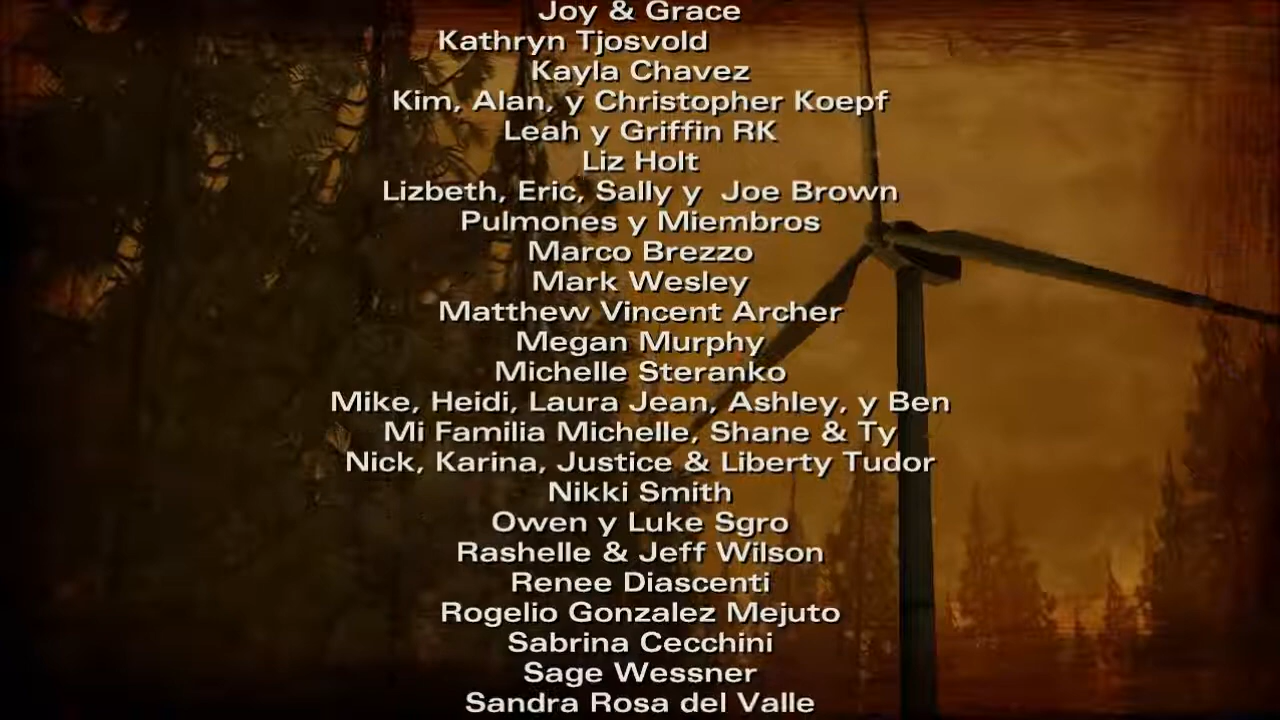 Joy & Grace
Kathryn Tjosvold
Kayla Chavez
Kim, Alan, y Christopher Koepf
Leah y Griffin RK
Liz Holt
Lizbeth, Eric, Sally y  Joe Brown
Pulmones y Miembros
Marco Brezzo
Mark Wesley
Matthew Vincent Archer
Megan Murphy
Michelle Steranko
Mike, Heidi, Laura Jean, Ashley, y Ben
Mi Familia Michelle, Shane & Ty
Nick, Karina, Justice & Liberty Tudor
Nikki Smith
Owen y Luke Sgro
Rashelle & Jeff Wilson
Renee Diascenti
Rogelio Gonzalez Mejuto
Sabrina Cecchini
Sage Wessner
Sandra Rosa del Valle